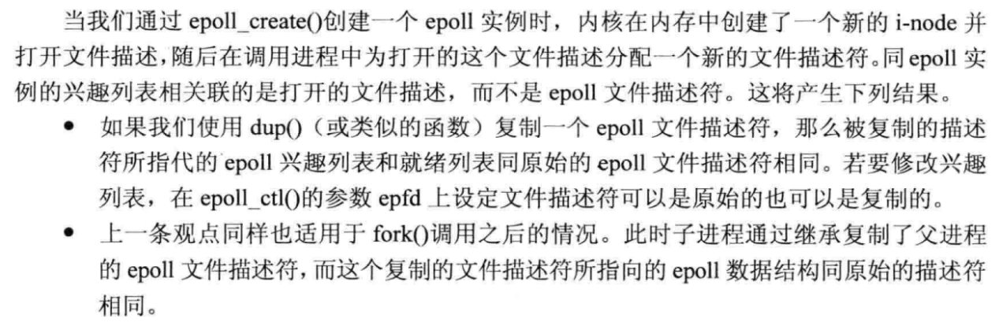 当我们通过 epoll_create()创建一个 epoll 实例时，内核在内存中创建了一个新的 i-node 并
打开文件描述，随后在调用进程中为打开的这个文件描述分配一个新的文件描述符。同 epoll 实
例的兴趣列表相关联的是打开的文件描述，而不是 epoll 文件描述符。这将产生下列结果。
● 如果我们使用 dup()（或类似的函数）复制一个 epoll 文件描述符，那么被复制的描述
符所指代的 epoll 兴趣列表和就绪列表同原始的 epoll 文件描述符相同。若要修改兴趣
列表，在 epoll_ctl()的参数 epfd 上设定文件描述符可以是原始的也可以是复制的。
● 上一条观点同样也适用于 fork()调用之后的情况。此时子进程通过继承复制了父进程
的 epoll 文件描述符，而这个复制的文件描述符所指向的 epoll 数据结构同原始的描述符
相同。